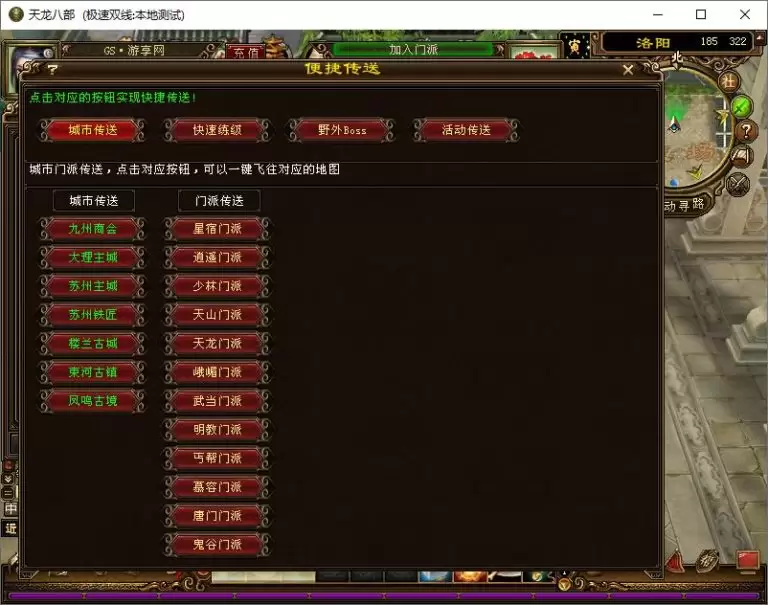 天龙八部 (极速双线:本地测试)
GS·游享网
充值
加入门派
寅
洛阳
185 322
北
? 便捷传送
社
点击对应的按钮实现快捷传送!
城市传送 快速练级 野外Boss 活动传送
?
城市门派传送，点击对应按钮，可以一键飞往对应的地图
城市传送 门派传送
动寻路
九州商会 星宿门派
大理主城 逍遥门派
苏州主城 少林门派
苏州铁匠 天山门派
楼兰古城 天龙门派
束河古镇 峨嵋门派
凤鸣古境 武当门派
明教门派
丐帮门派
慕容门派
中
唐门门派
近
鬼谷门派